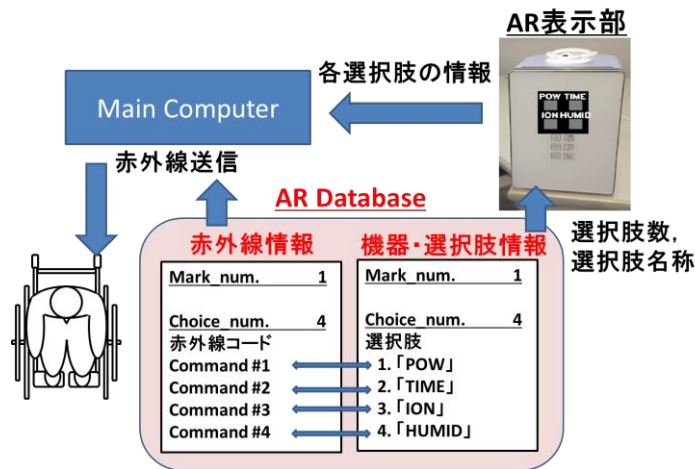 AR表示部
各選択肢の情報
POW TIME
ION HUMID
Main Computer
赤外線送信
AR Database
選択肢数,
選択肢名称
赤外線情報
Mark_num. 1
Choice_num. 4
赤外線コード
Command #1
Command #2
Command #3
Command #4
機器・選択肢情報
Mark_num. 1
Choice_num. 4
選択肢
1.「POW」
2.「TIME」
3.「ION」
4.「HUMID」